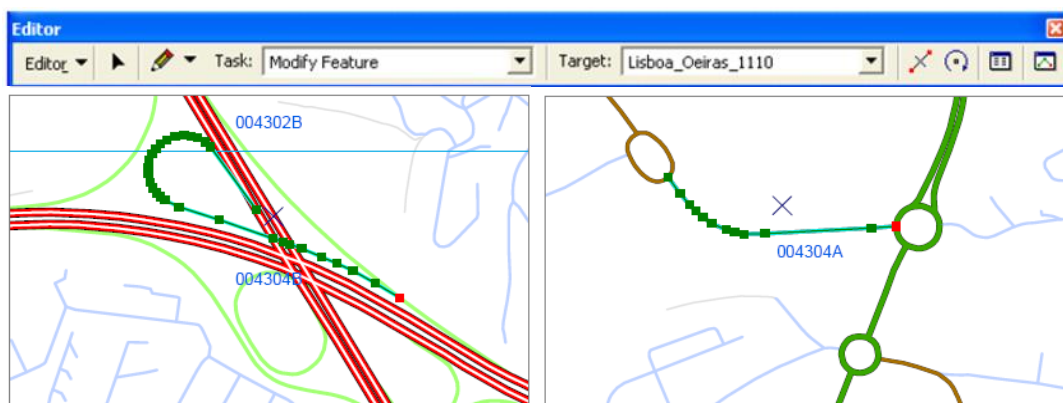 Editor
Editor Task: Modify Feature Target: Lisboa_Oeiras_1110
004302B
004304B
004304A